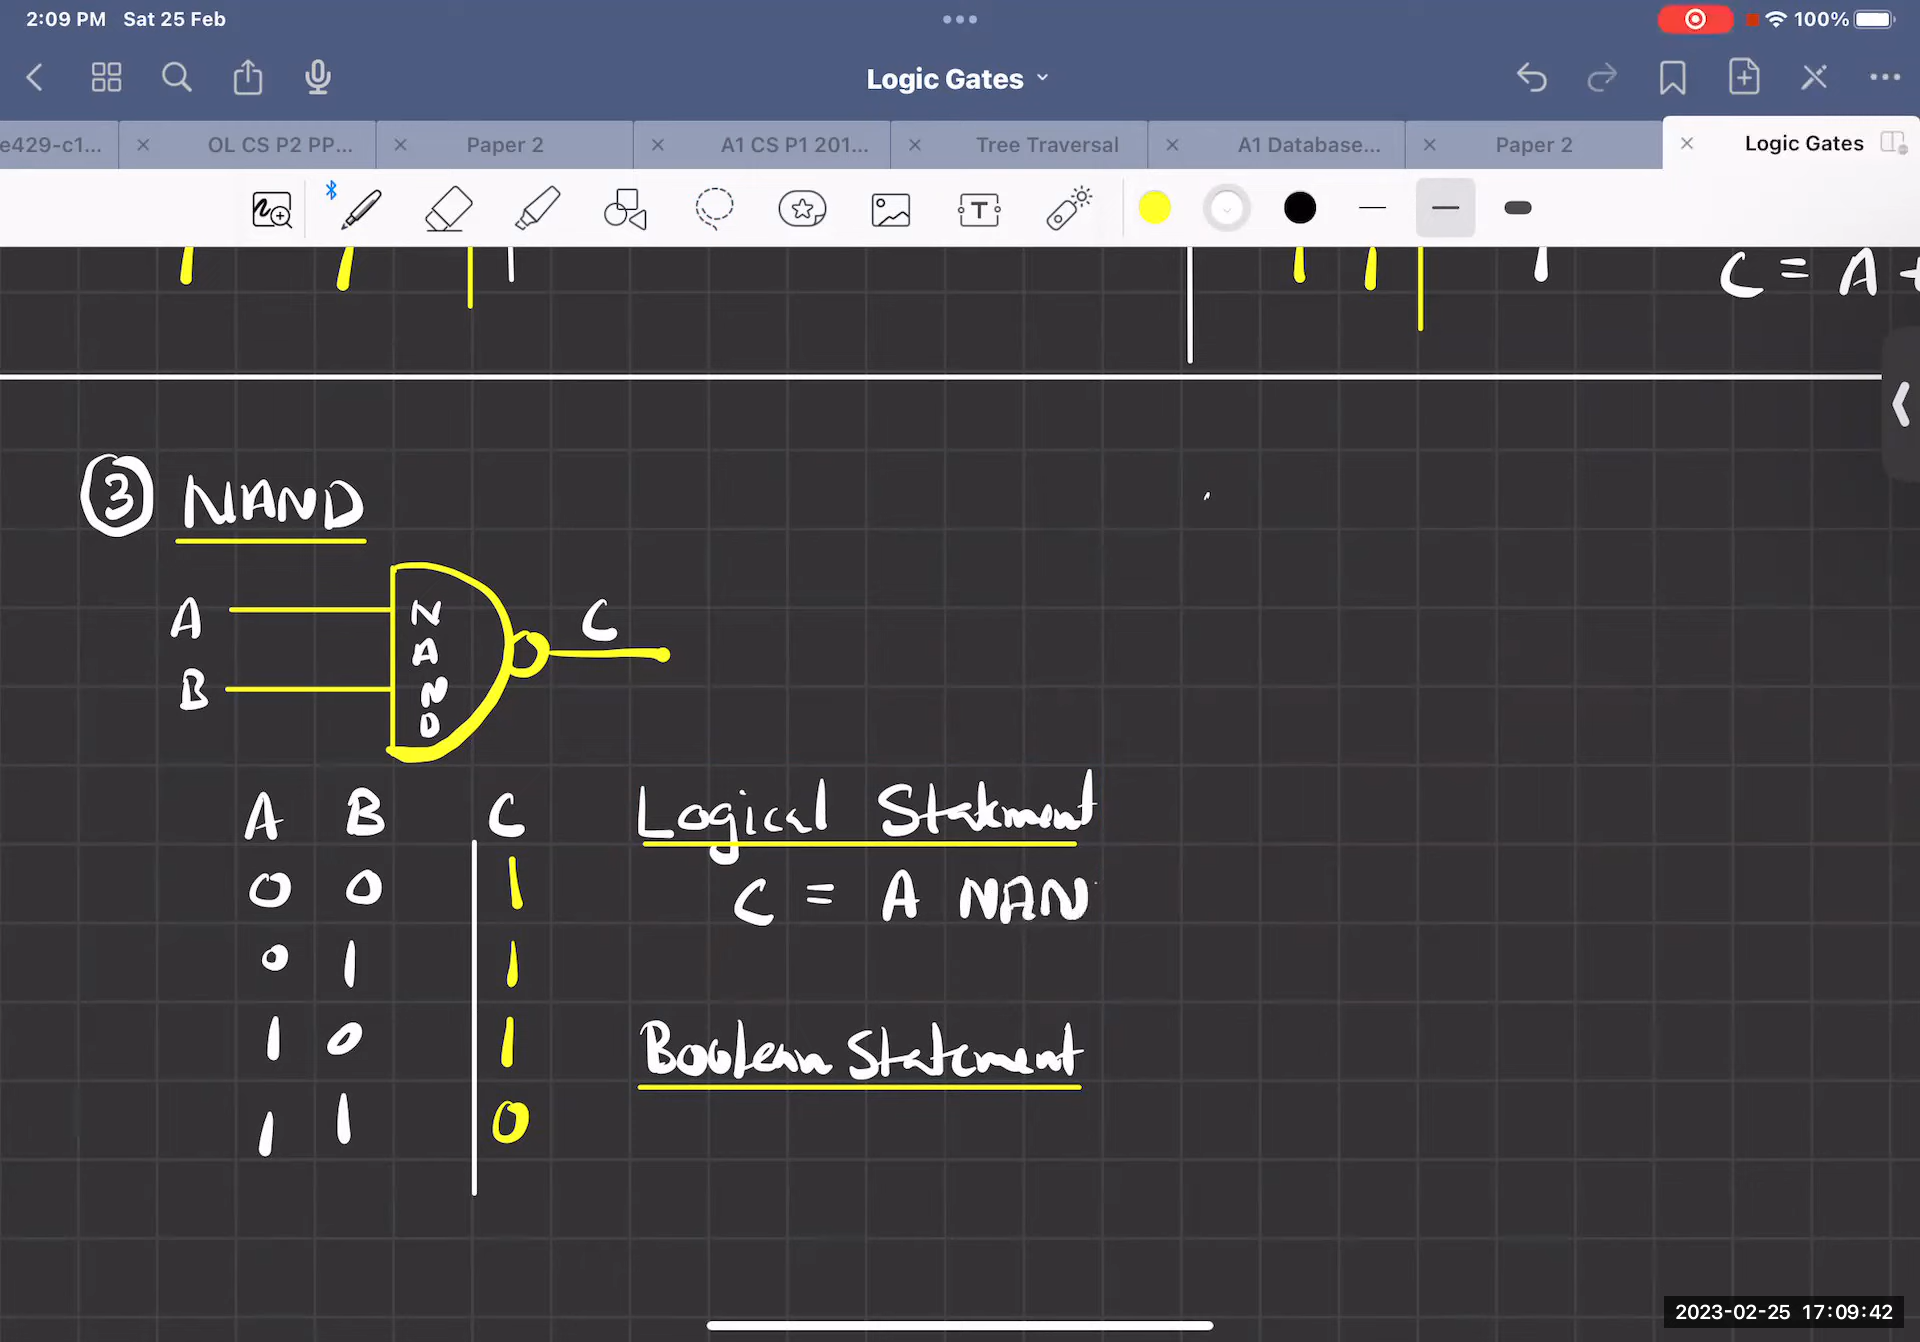 2:09 PM Sat 25 Feb
100%
Logic Gates
e429-c1...
OL CS P2 PP...
Paper 2
A1 CS P1 201...
Tree Traversal
A1 Database...
Paper 2
Logic Gates
T
C = A +
3 NAND
A
B
NAND
C
A B C
0 0 1
0 1 1
1 0 1
1 1 0
Logical Statement
C = A NAN
Boolean Statement
2023-02-25 17:09:42